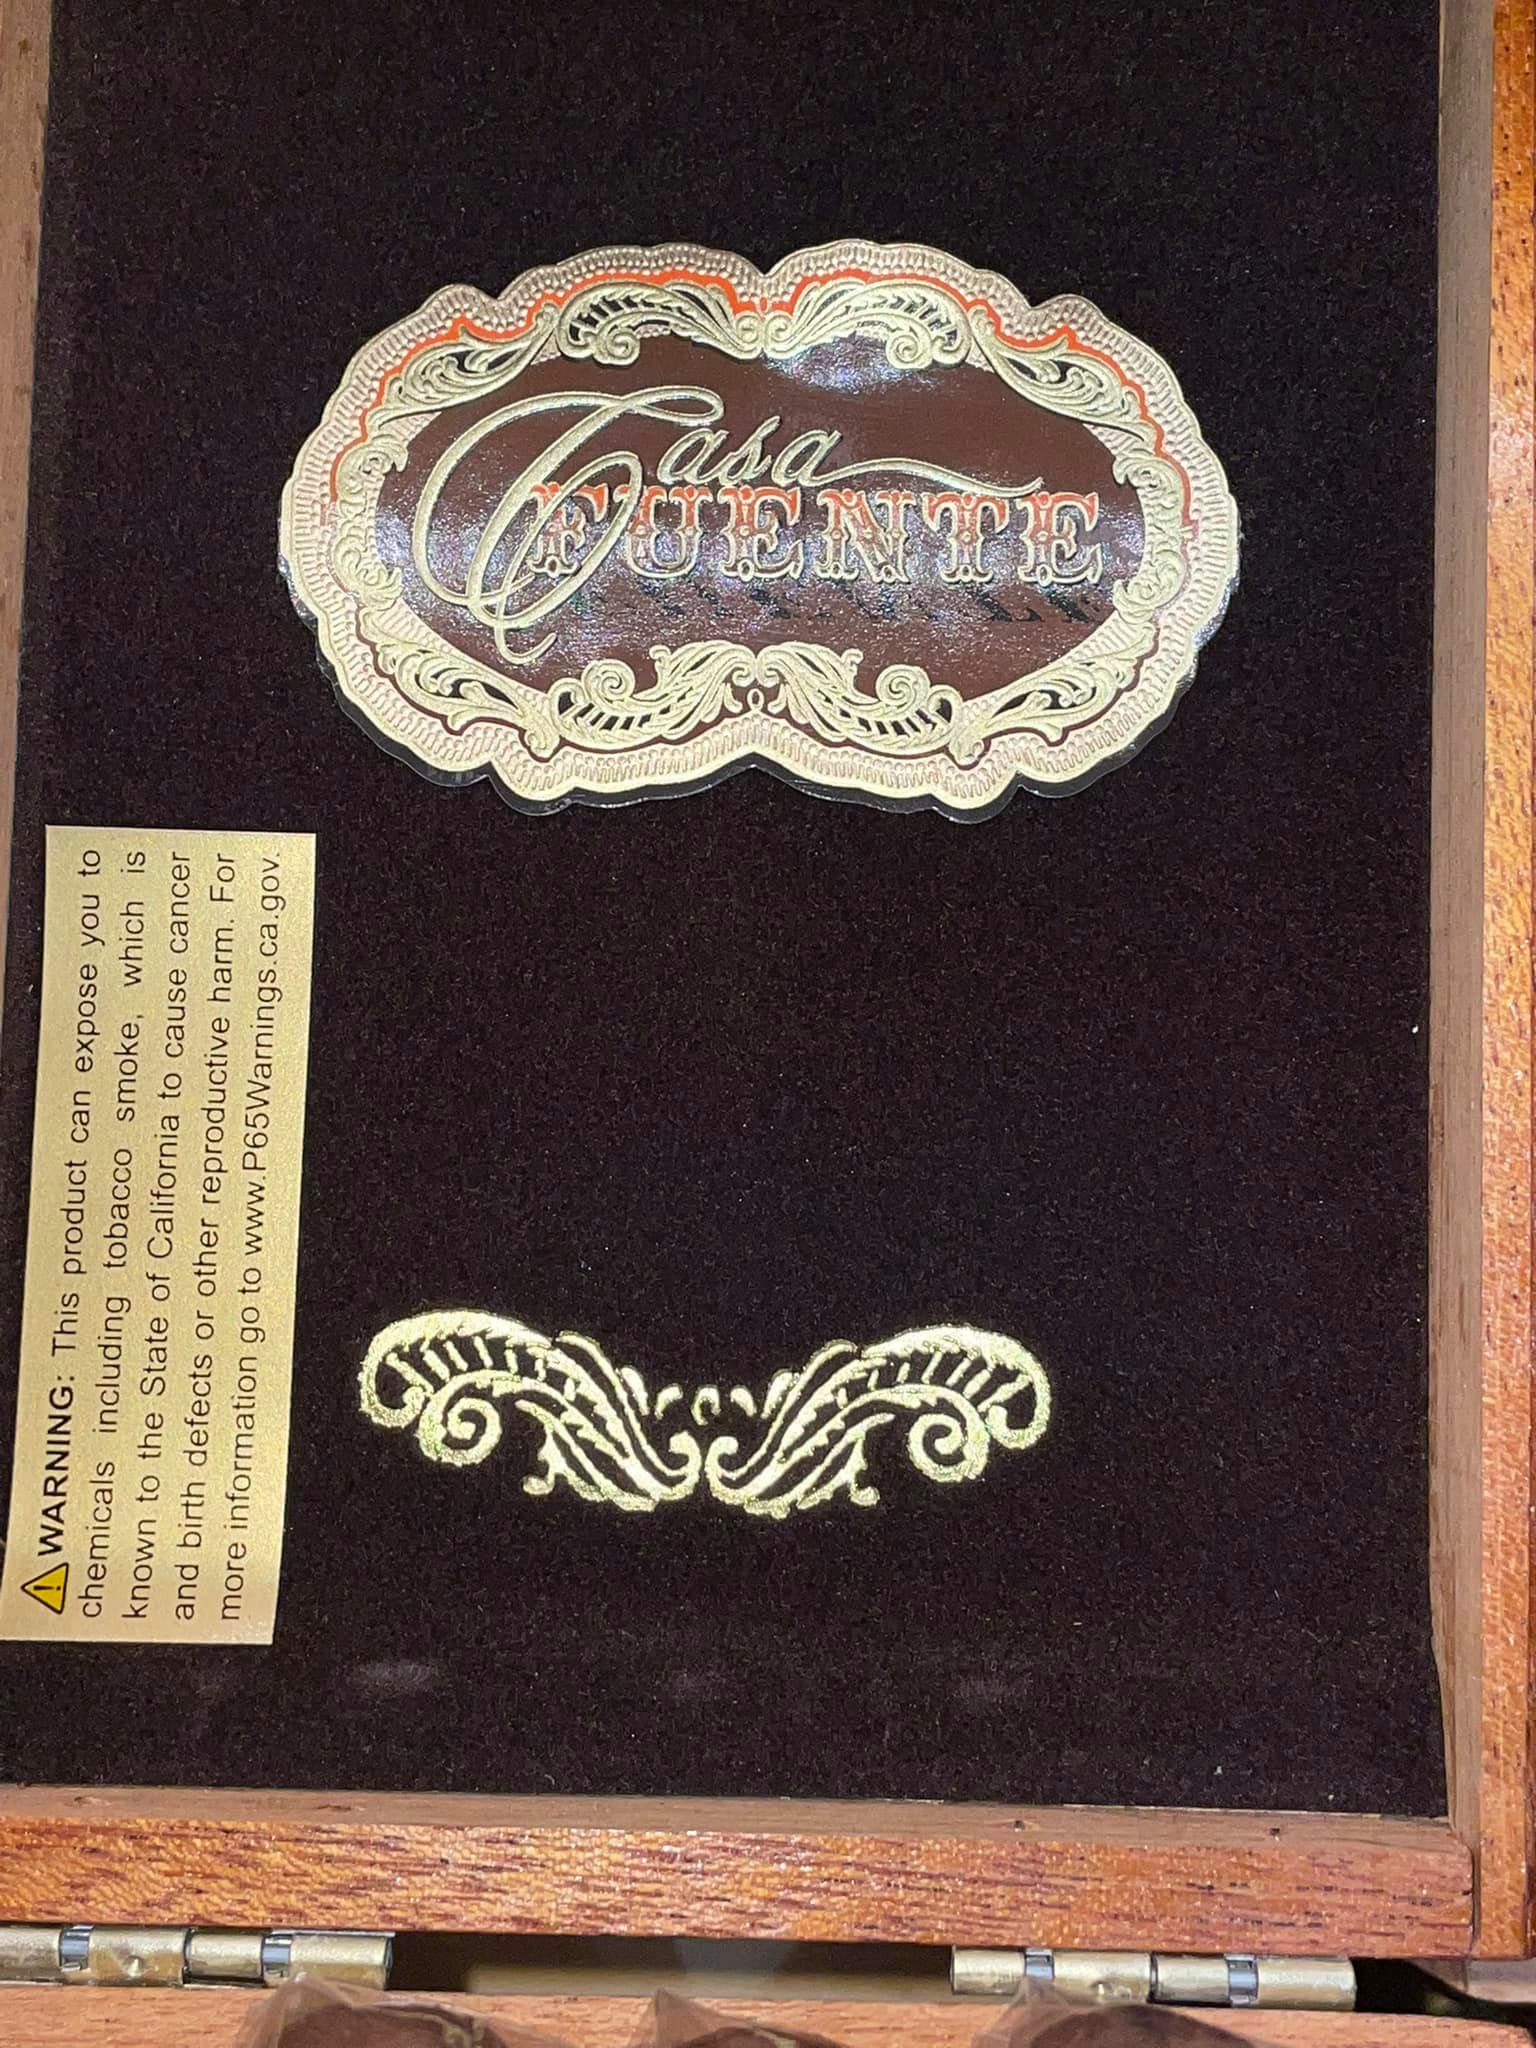 Casa
FUENTE
⚠WARNING: This product can expose you to
chemicals including tobacco smoke, which is
known to the State of California to cause cancer
and birth defects or other reproductive harm. For
more information go to www.P65Warnings.ca.gov.